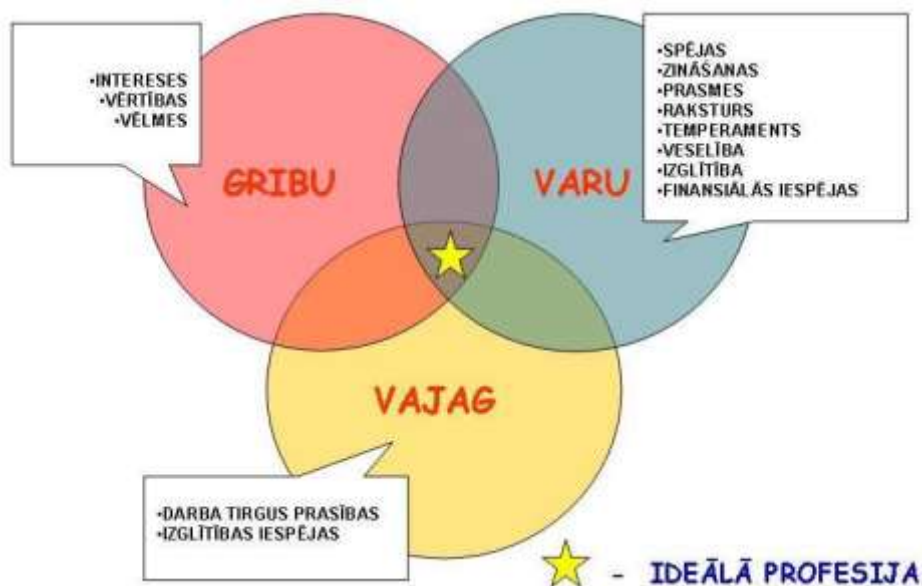 •INTERESES
•VĒRTĪBAS
•VĒLMES
•SPĒJAS
•ZINĀŠANAS
•PRASMES
•RAKSTURS
•TEMPERAMENTS
•VESELĪBA
•IZGLĪTĪBA
•FINANSIĀLĀS IESPĒJAS
GRIBU
VARU
VAJAG
•DARBA TIRGUS PRASĪBAS
•IZGLĪTĪBAS IESPĒJAS
- IDEĀLĀ PROFESIJA